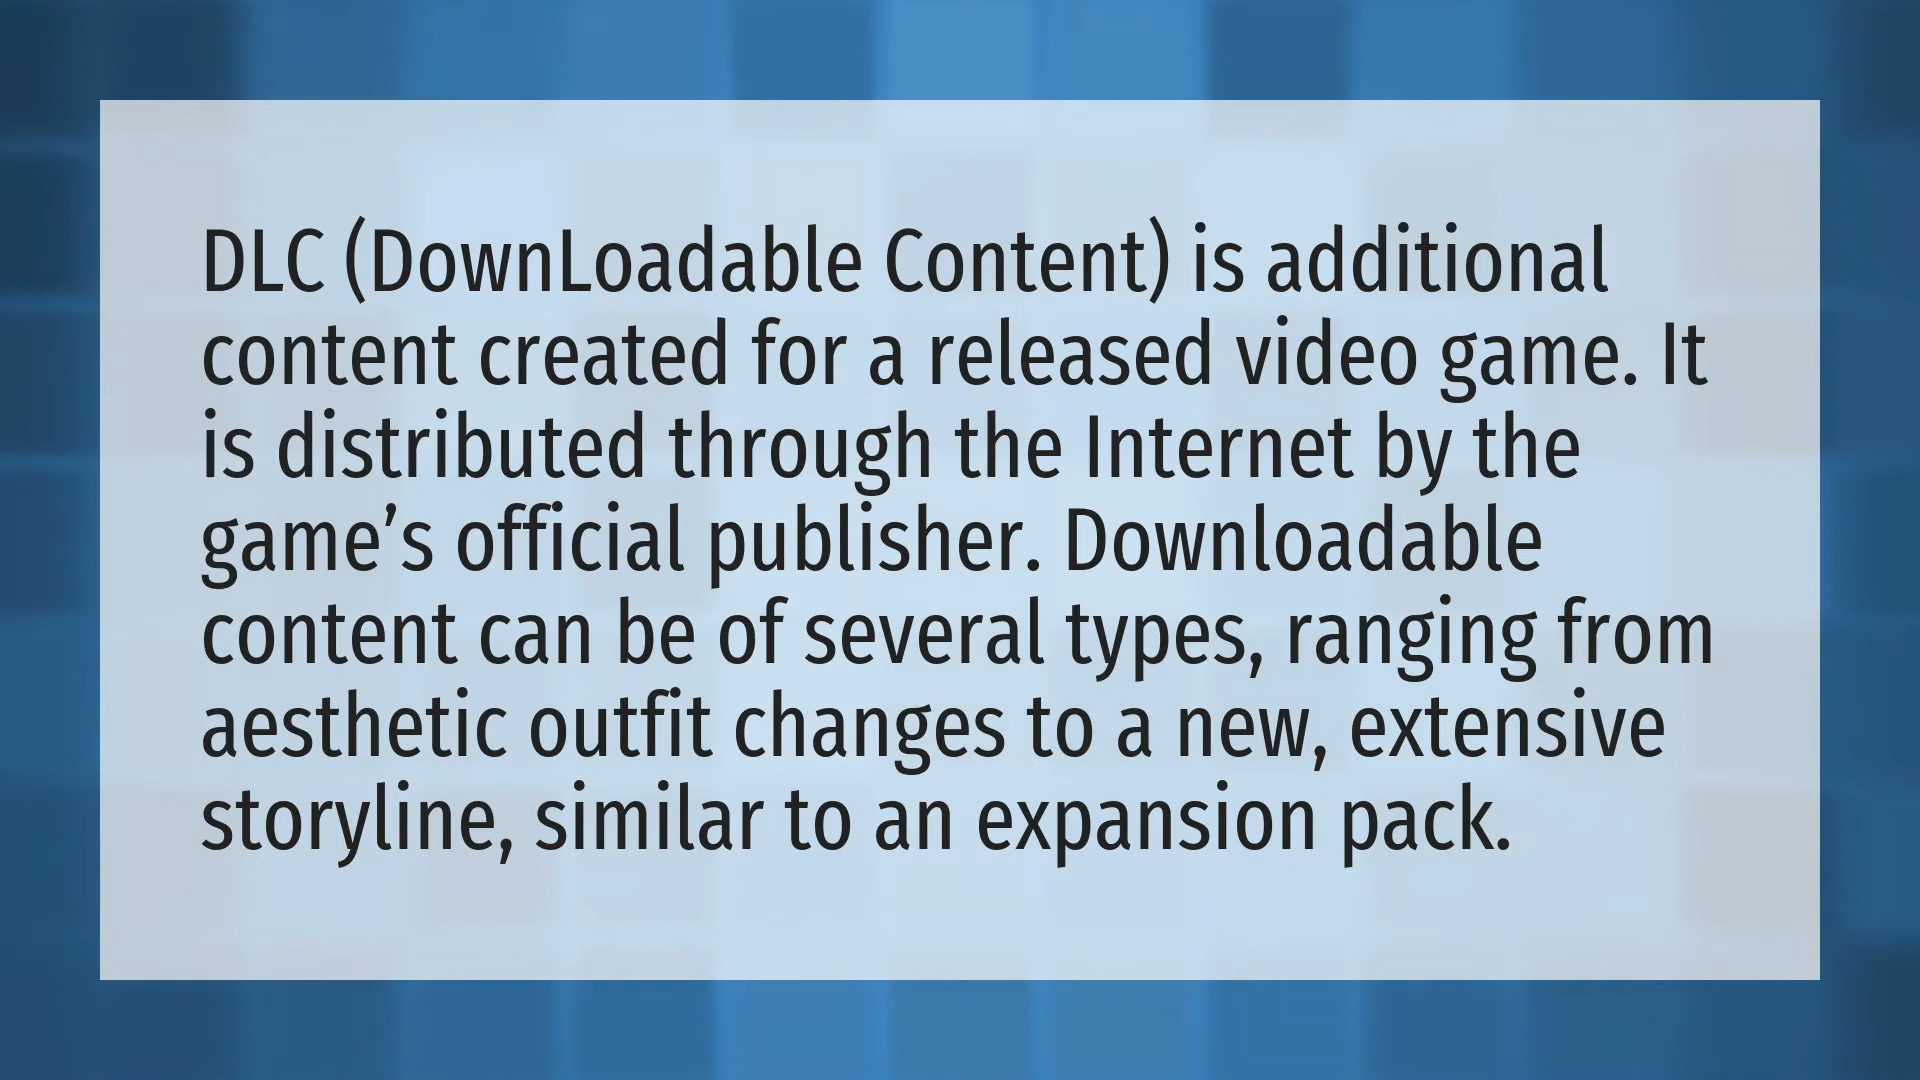 DLC (DownLoadable Content) is additional
content created for a released video game. It
is distributed through the Internet by the
game’s official publisher. Downloadable
content can be of several types, ranging from
aesthetic outfit changes to a new, extensive
storyline, similar to an expansion pack.